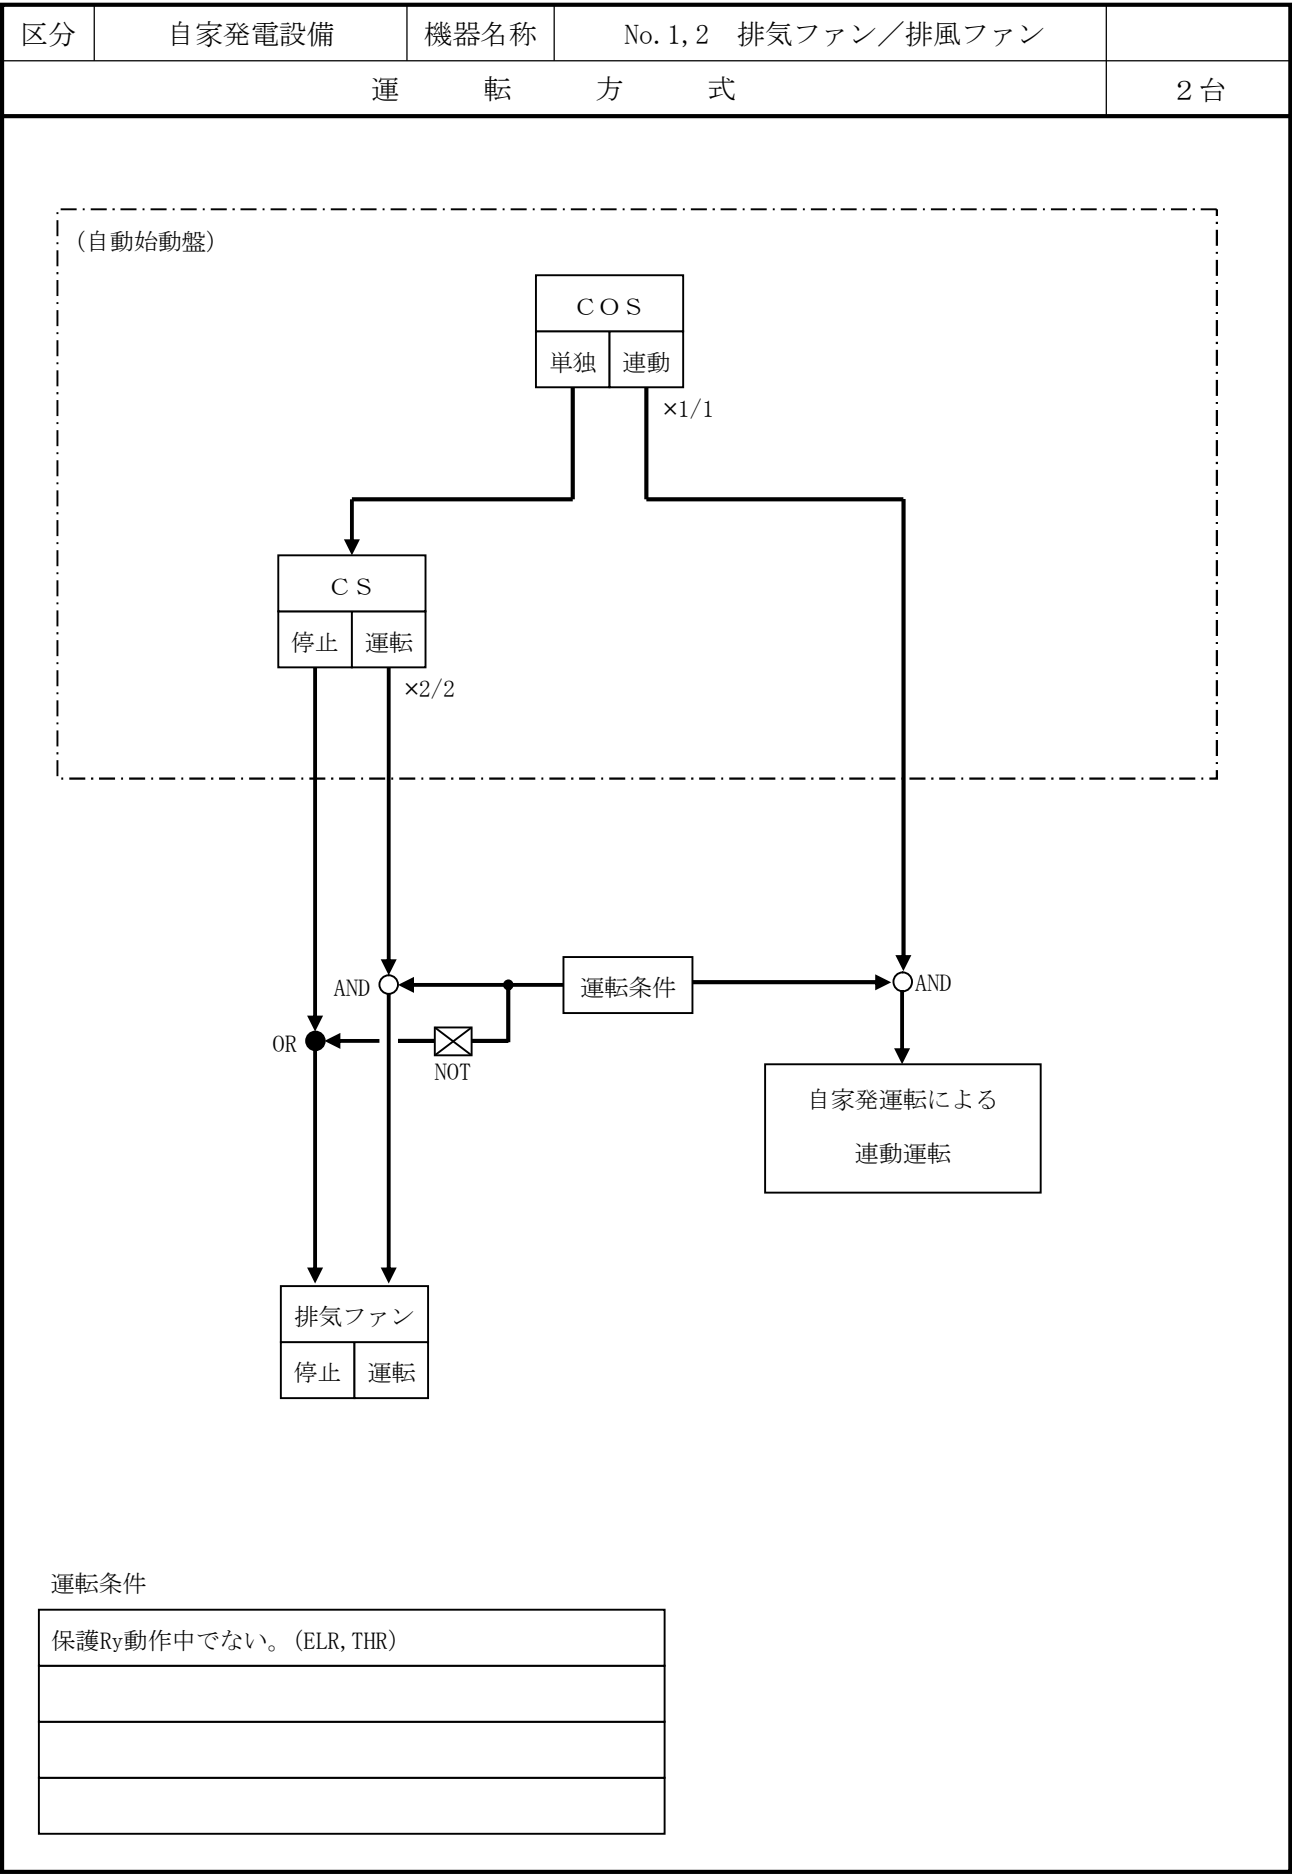 区分 自家発電設備 機器名称 No.1,2 排気ファン／排風ファン
運転方式 2台
(自動始動盤)
COS
単独 連動
×1/1
CS
停止 運転
×2/2
AND 運転条件 AND
OR
NOT
自家発運転による
連動運転
排気ファン
停止 運転
運転条件
保護Ry動作中でない。(ELR,THR)